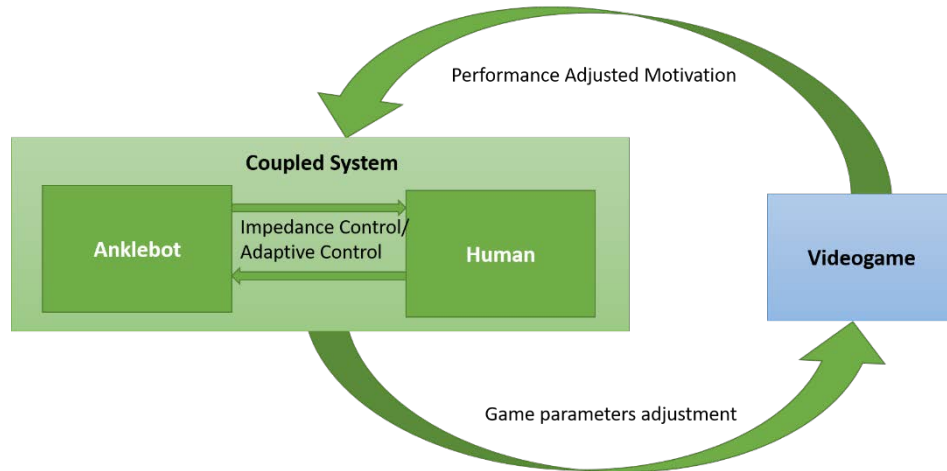 Performance Adjusted Motivation
Coupled System
Anklebot
Impedance Control/
Adaptive Control
Human
Videogame
Game parameters adjustment